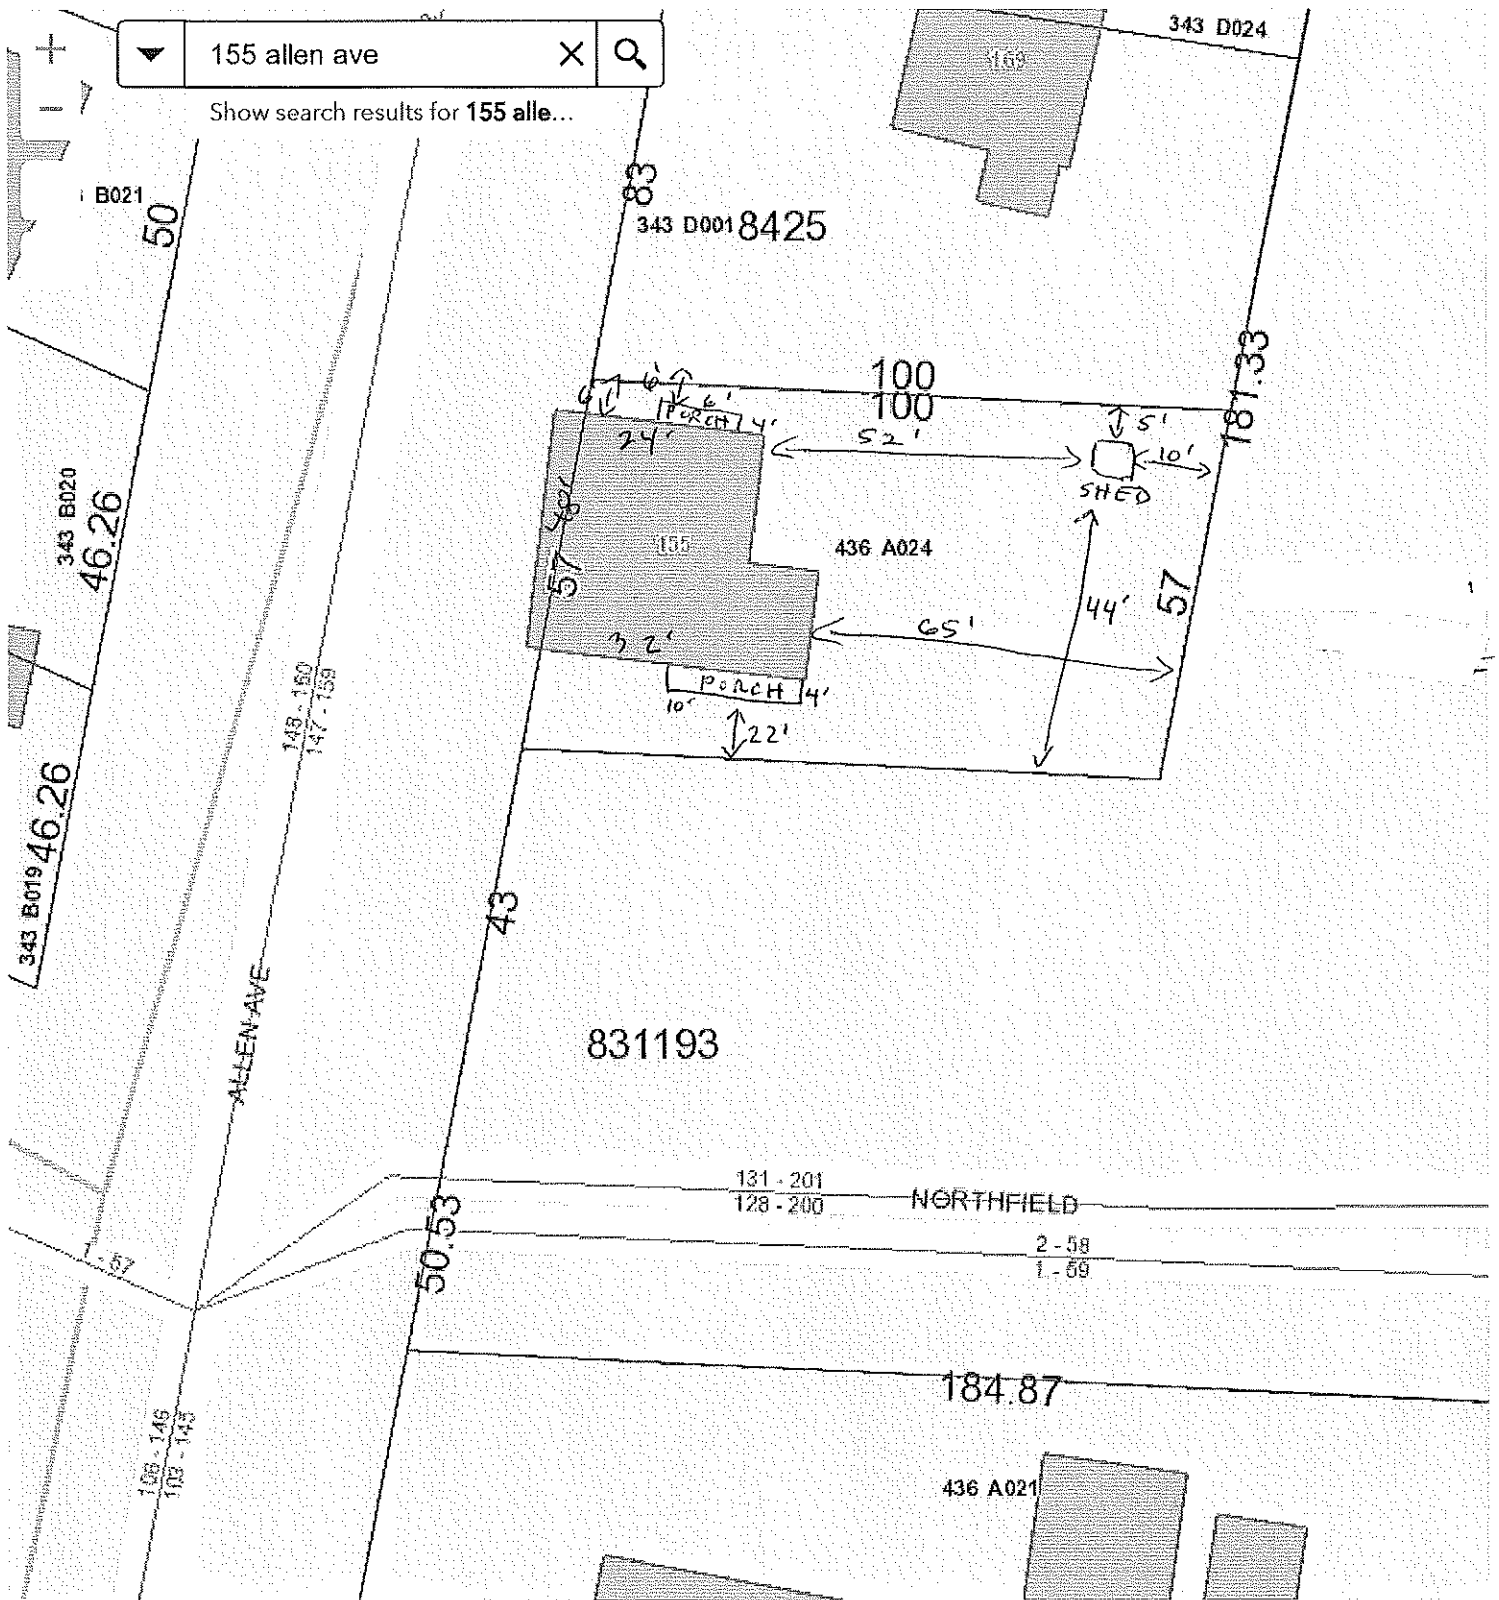 343 D024
155 allen ave
Show search results for 155 alle...
169
B021
50
83
343 D001 8425
100
100
181.33
6'
6'
PORCH 6'
4'
24'
52'
5'
10'
SHED
48'
57
155
436 A024
343 B020
46.26
57
44'
65'
32'
PORCH
10'
4'
22'
148 - 160
147 - 159
343 B019 46.26
43
ALLEN AVE
831193
131 - 201
128 - 200
NORTHFIELD
50.53
2 - 58
1 - 59
1 - 57
184.87
108 - 146
103 - 145
436 A021